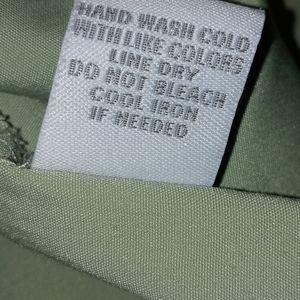 HAND WASH COLD
WITH LIKE COLORS
LINE DRY
DO NOT BLEACH
COOL IRON
IF NEEDED